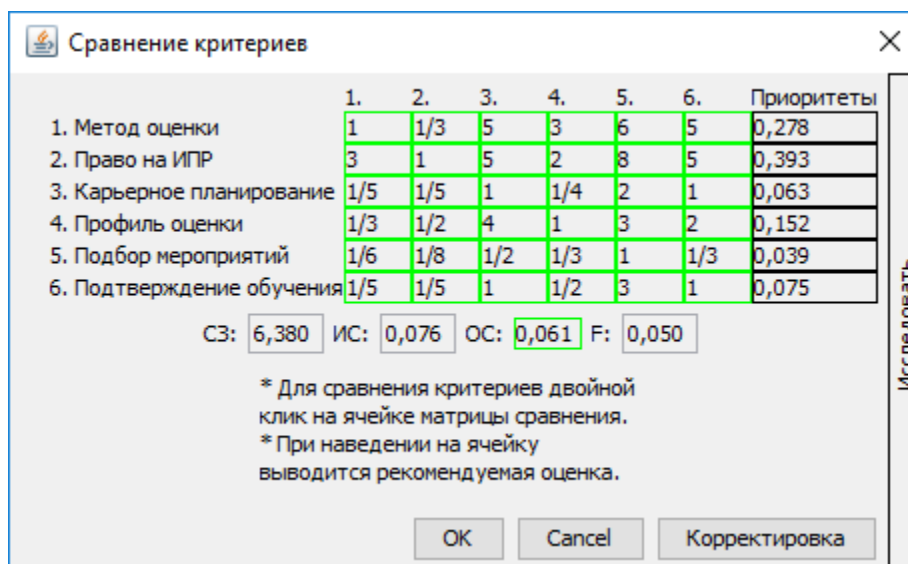 Сравнение критериев
1. 2. 3. 4. 5. 6. Приоритеты
1. Метод оценки 1 1/3 5 3 6 5 0,278
2. Право на ИПР 3 1 5 2 8 5 0,393
3. Карьерное планирование 1/5 1/5 1 1/4 2 1 0,063
4. Профиль оценки 1/3 1/2 4 1 3 2 0,152
5. Подбор мероприятий 1/6 1/8 1/2 1/3 1 1/3 0,039
6. Подтверждение обучения 1/5 1/5 1 1/2 3 1 0,075
СЗ: 6,380 ИС: 0,076 ОС: 0,061 F: 0,050
* Для сравнения критериев двойной
клик на ячейке матрицы сравнения.
* При наведении на ячейку
выводится рекомендуемая оценка.
OK Cancel Корректировка
Исследовать